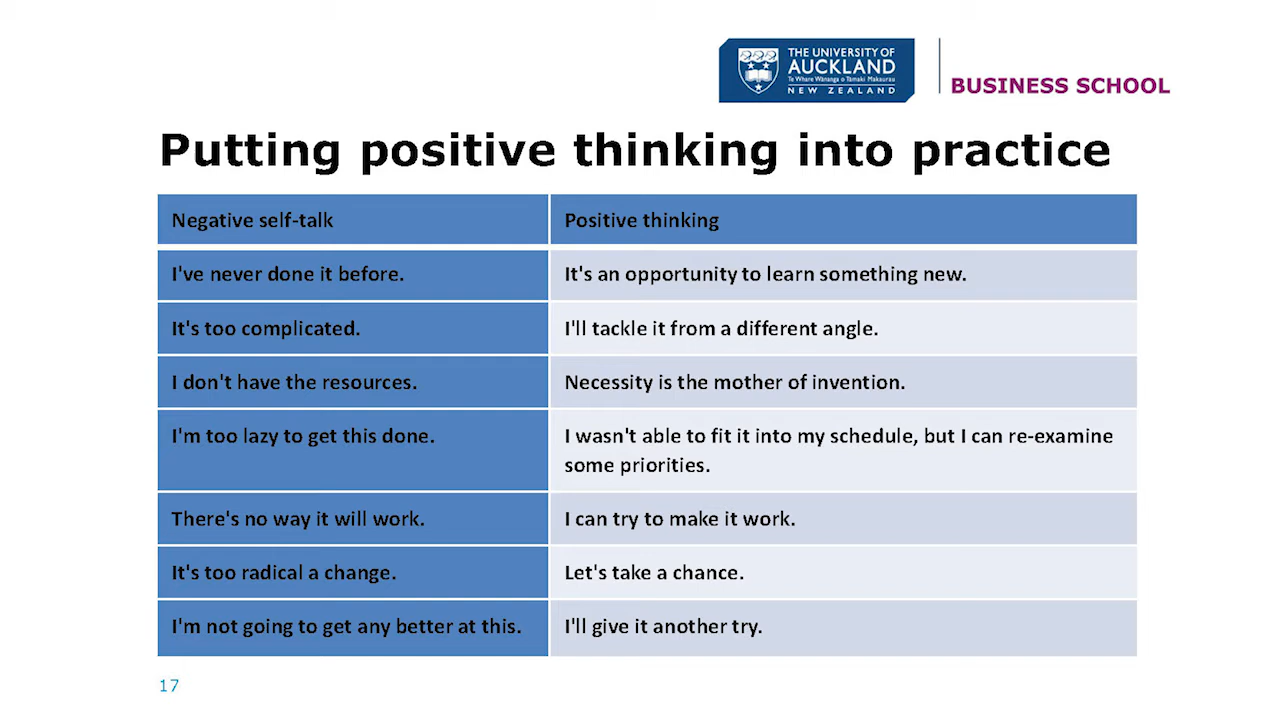 THE UNIVERSITY OF
AUCKLAND
Te Whare Wānanga o Tāmaki Makaurau
NEW ZEALAND
BUSINESS SCHOOL
Putting positive thinking into practice
Negative self-talk
Positive thinking
I've never done it before.
It's an opportunity to learn something new.
It's too complicated.
I'll tackle it from a different angle.
I don't have the resources.
Necessity is the mother of invention.
I'm too lazy to get this done.
I wasn't able to fit it into my schedule, but I can re-examine
some priorities.
There's no way it will work.
I can try to make it work.
It's too radical a change.
Let's take a chance.
I'm not going to get any better at this.
I'll give it another try.
17